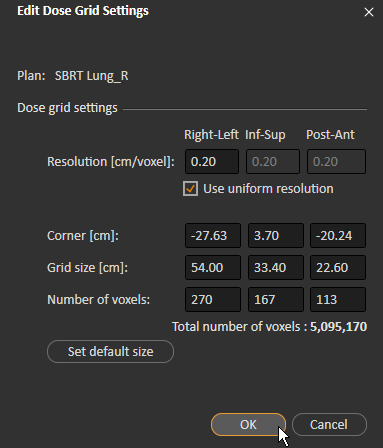 Edit Dose Grid Settings
Plan: SBRT Lung_R
Dose grid settings
Right-Left Inf-Sup Post-Ant
Resolution [cm/voxel]: 0.20 0.20 0.20
Use uniform resolution
Corner [cm]: -27.63 3.70 -20.24
Grid size [cm]: 54.00 33.40 22.60
Number of voxels: 270 167 113
Total number of voxels : 5,095,170
Set default size
OK Cancel